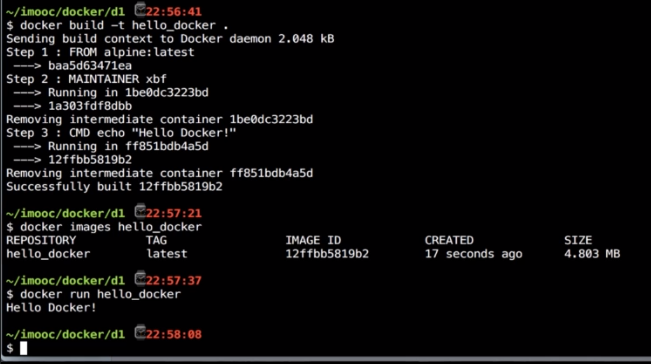 ~/imooc/docker/d1 22:56:41
$ docker build -t hello_docker .
Sending build context to Docker daemon 2.048 kB
Step 1 : FROM alpine:latest
---> baa5d63471ea
Step 2 : MAINTAINER xbf
---> Running in 1be0dc3223bd
---> 1a303fdf8dbb
Removing intermediate container 1be0dc3223bd
Step 3 : CMD echo "Hello Docker!"
---> Running in ff851bdb4a5d
---> 12ffbb5819b2
Removing intermediate container ff851bdb4a5d
Successfully built 12ffbb5819b2
~/imooc/docker/d1 22:57:21
$ docker images hello_docker
REPOSITORY TAG IMAGE ID CREATED SIZE
hello_docker latest 12ffbb5819b2 17 seconds ago 4.803 MB
~/imooc/docker/d1 22:57:37
$ docker run hello_docker
Hello Docker!
~/imooc/docker/d1 22:58:08
$